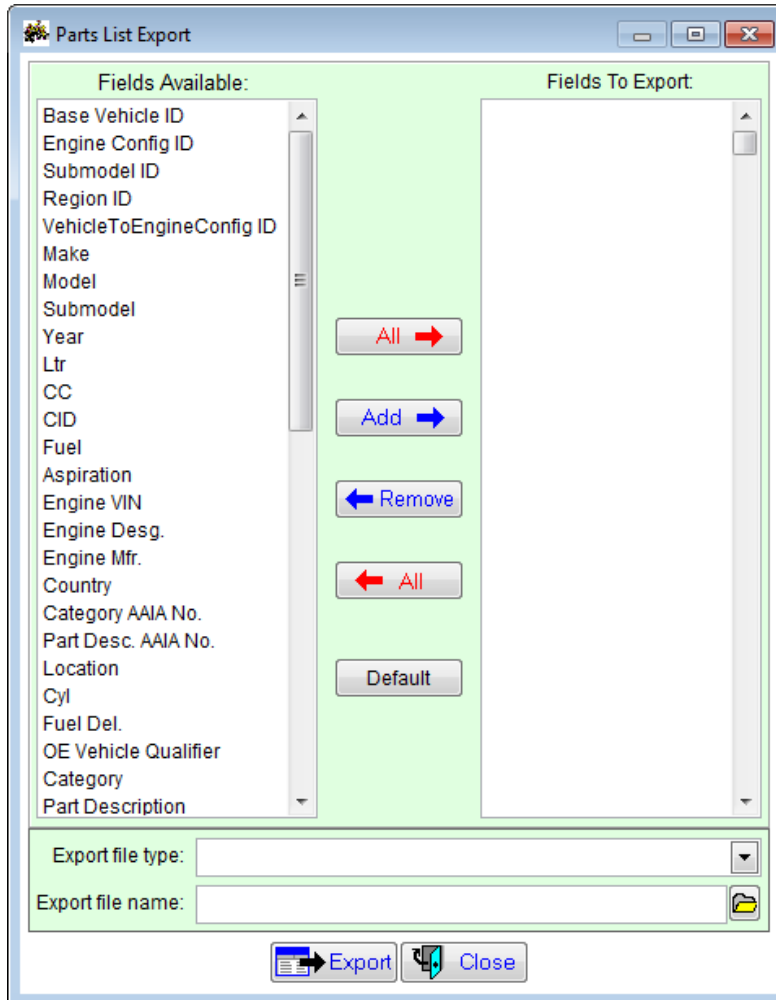 Parts List Export
Fields Available:
Fields To Export:
Base Vehicle ID
Engine Config ID
Submodel ID
Region ID
VehicleToEngineConfig ID
Make
Model
Submodel
Year
Ltr
CC
CID
Fuel
Aspiration
Engine VIN
Engine Desg.
Engine Mfr.
Country
Category AAIA No.
Part Desc. AAIA No.
Location
Cyl
Fuel Del.
OE Vehicle Qualifier
Category
Part Description
All
Add
Remove
All
Default
Export file type:
Export file name:
Export
Close